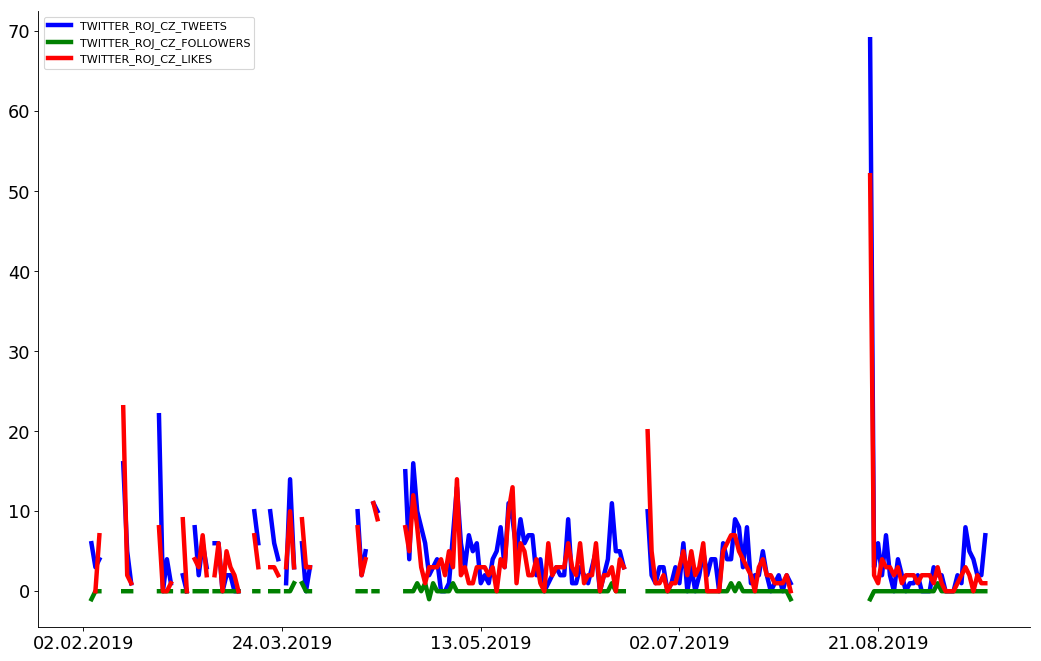 TWITTER_ROJ_CZ_TWEETS
TWITTER_ROJ_CZ_FOLLOWERS
TWITTER_ROJ_CZ_LIKES
70
60
50
40
30
20
10
0
02.02.2019 24.03.2019 13.05.2019 02.07.2019 21.08.2019